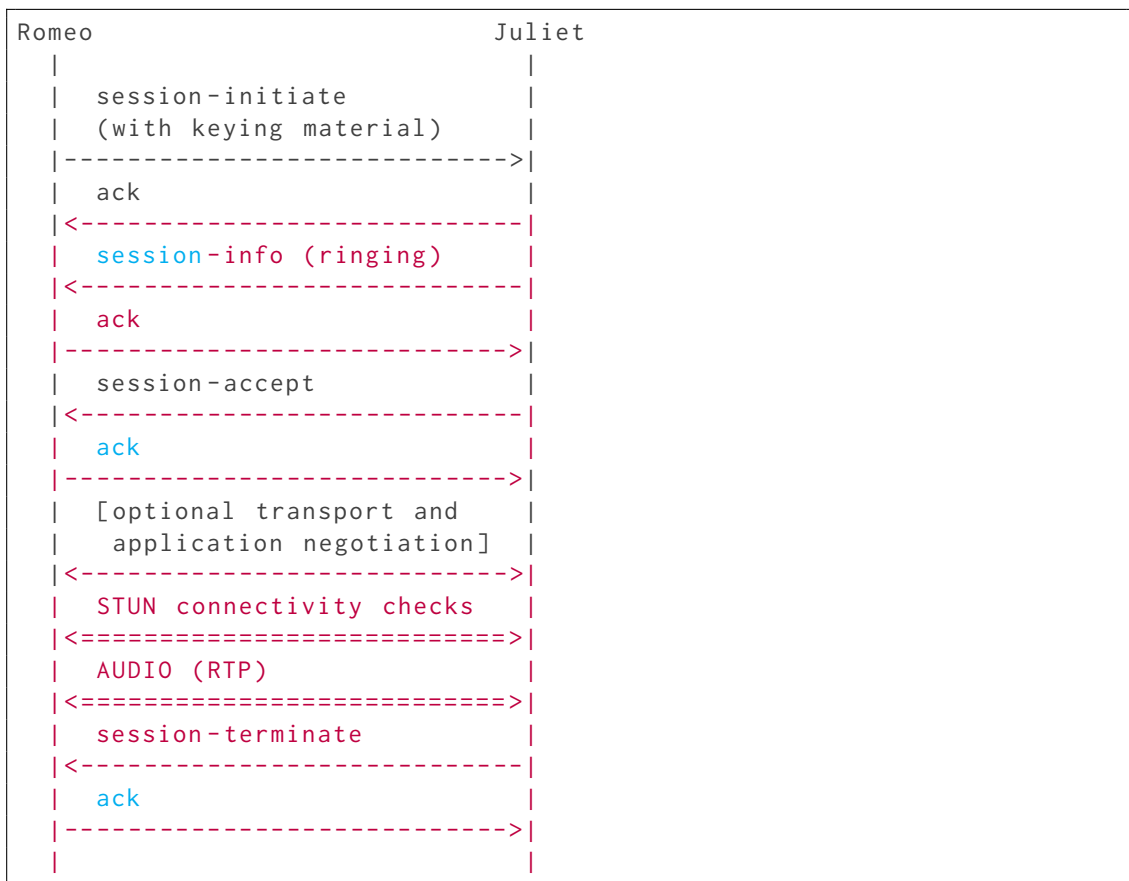 Romeo                         Juliet
  |                             |
  |  session-initiate           |
  |  (with keying material)     |
  |---------------------------->|
  |  ack                        |
  |<----------------------------|
  |  session-info (ringing)     |
  |<----------------------------|
  |  ack                        |
  |---------------------------->|
  |  session-accept             |
  |<----------------------------|
  |  ack                        |
  |---------------------------->|
  |  [optional transport and    |
  |   application negotiation]  |
  |<--------------------------->|
  |  STUN connectivity checks   |
  |<===========================>|
  |  AUDIO (RTP)                |
  |<===========================>|
  |  session-terminate          |
  |<----------------------------|
  |  ack                        |
  |---------------------------->|
  |                             |